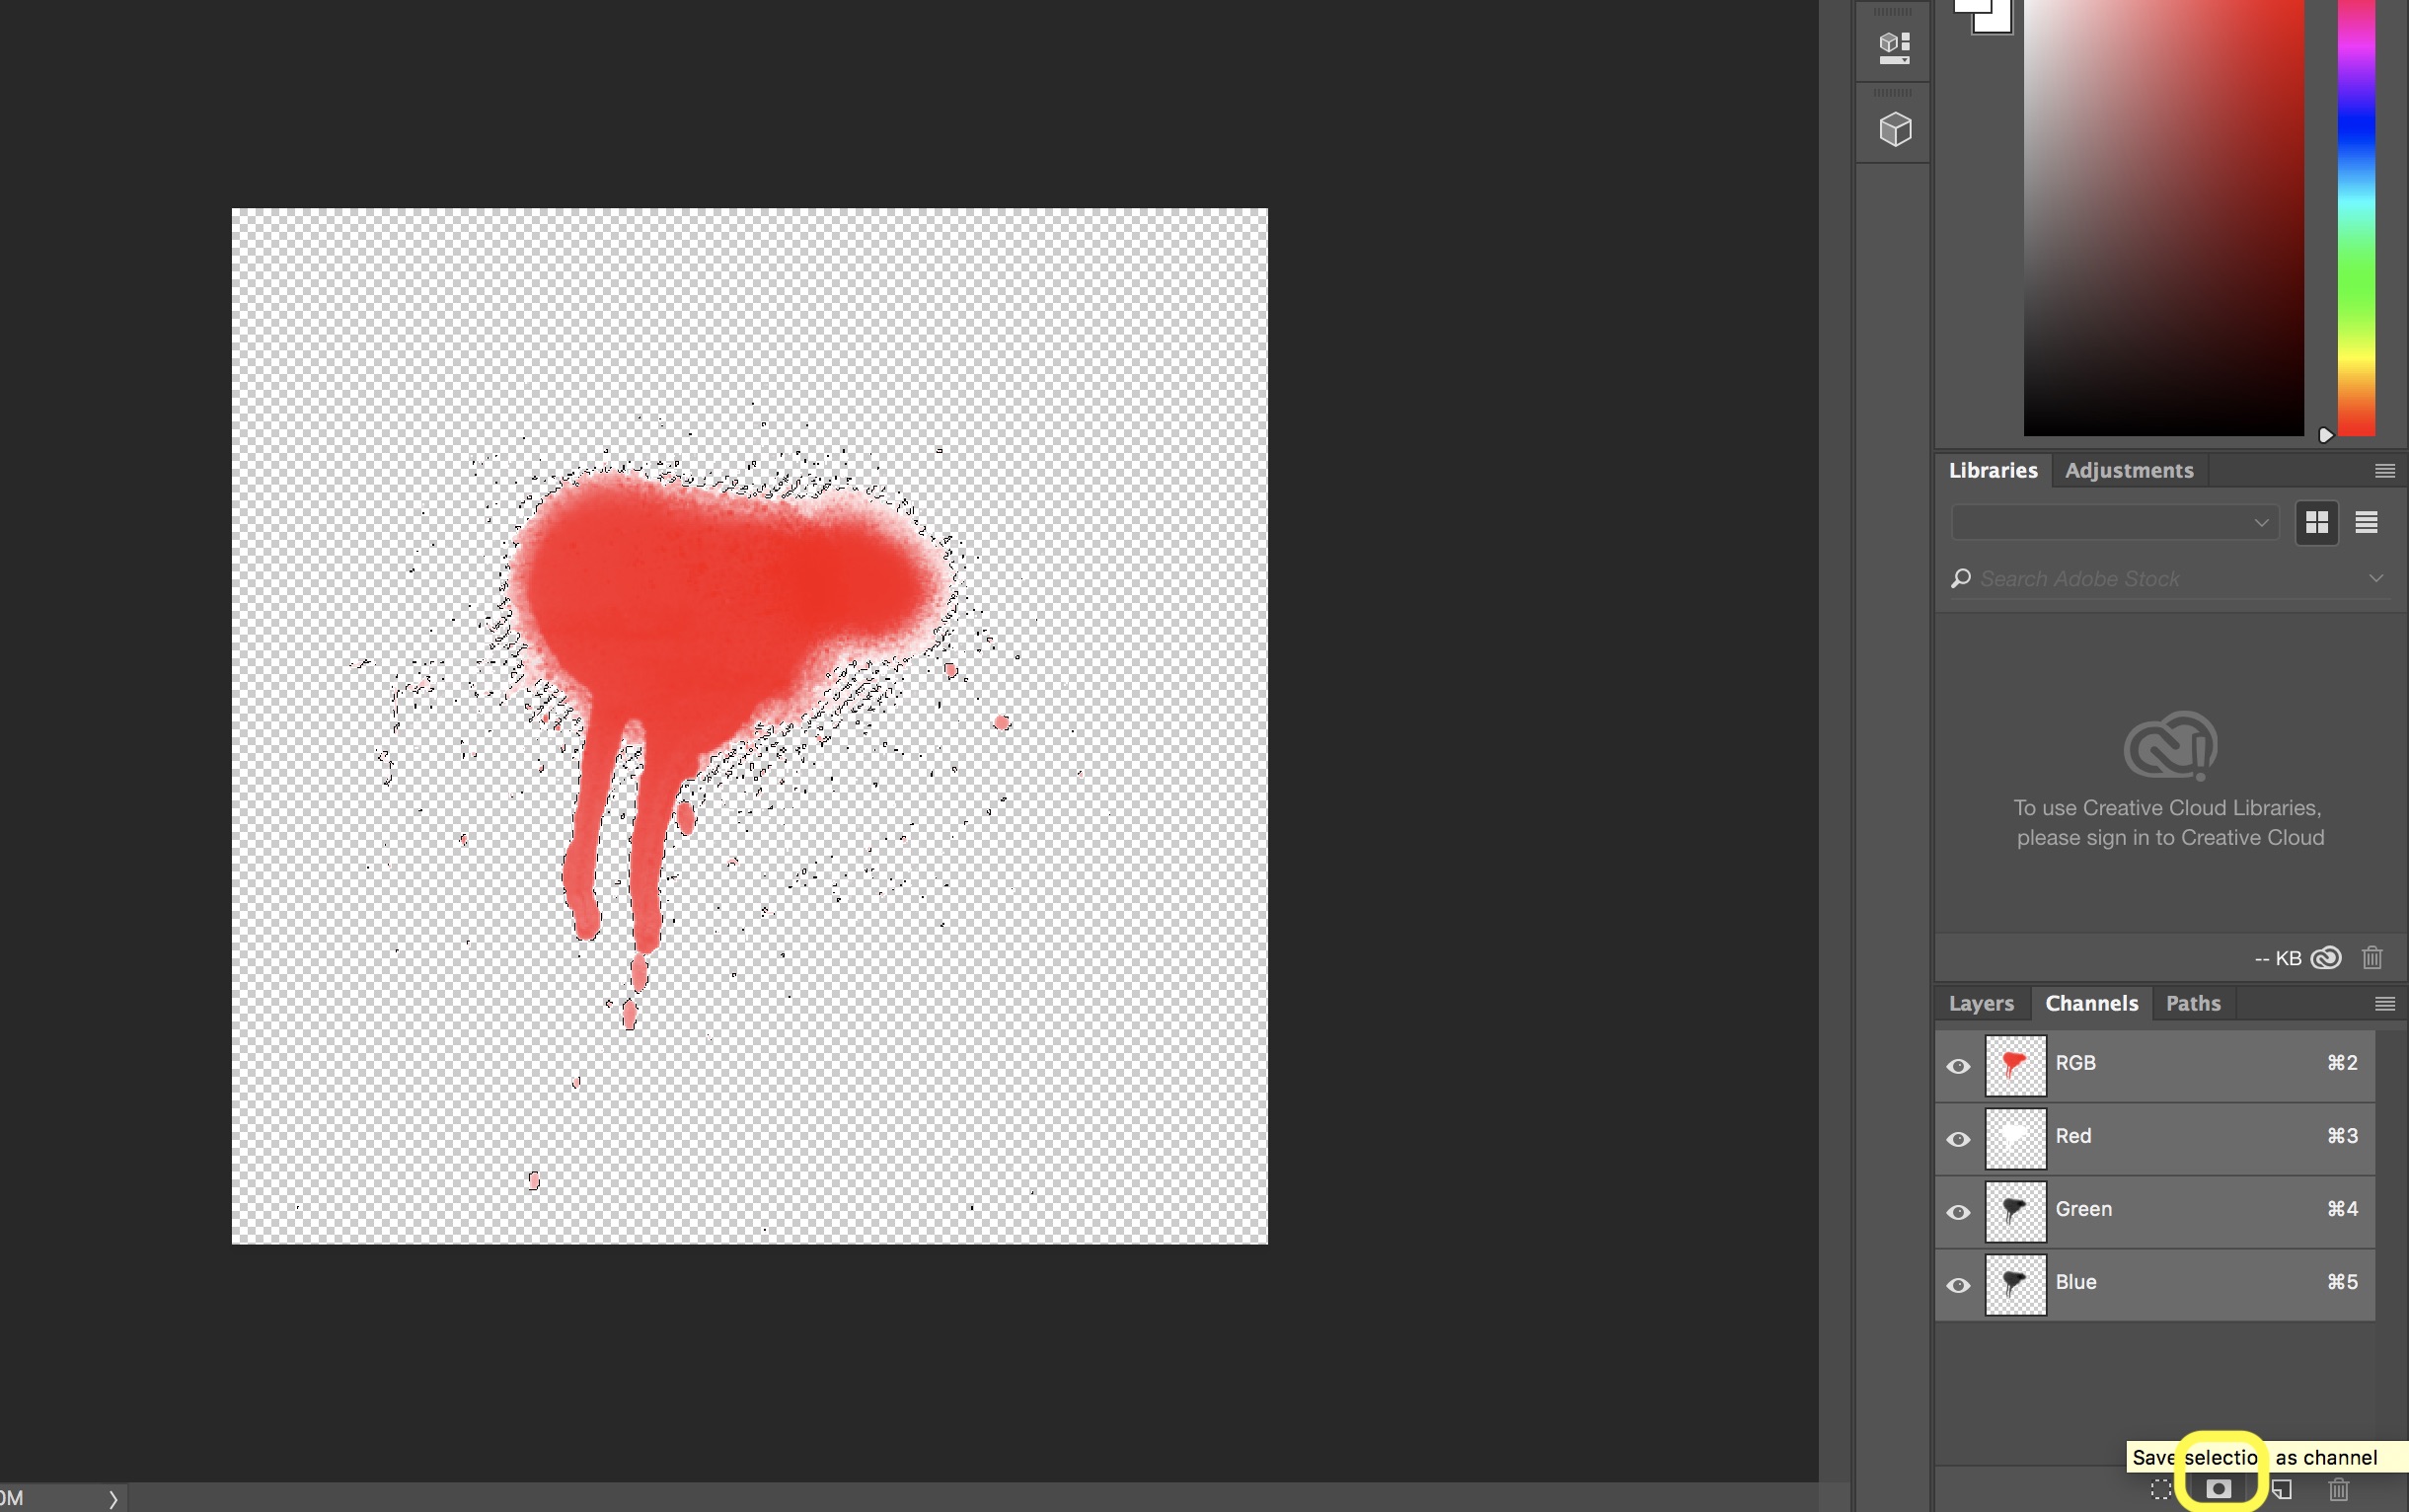 Libraries
Adjustments
Search Adobe Stock
To use Creative Cloud Libraries,
please sign in to Creative Cloud
-- KB
Layers
Channels
Paths
RGB
⌘2
Red
⌘3
Green
⌘4
Blue
⌘5
Save selection as channel
0M